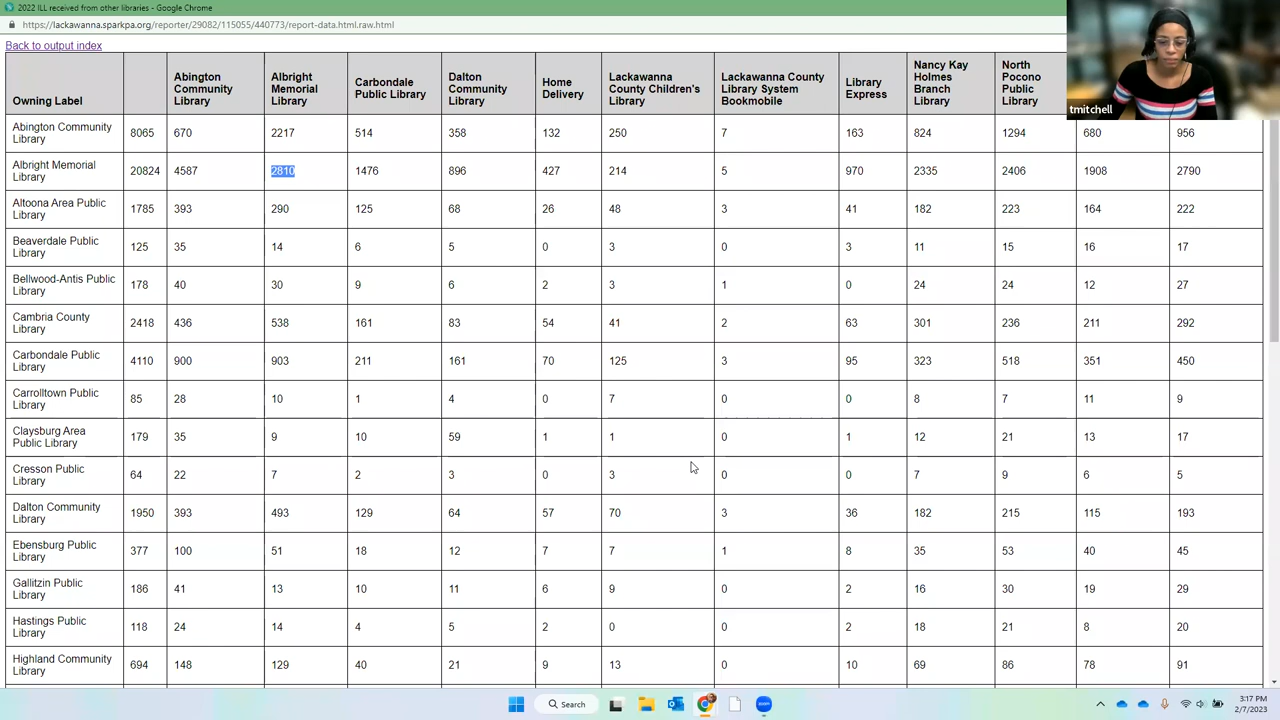 2022 ILL received from other libraries - Google Chrome
https://lackawanna.sparkpa.org/reporter/29082/115055/440773/report-data.html.raw.html
tmitchell
Back to output index
Owning Label
Abington Community Library
Albright Memorial Library
Carbondale Public Library
Dalton Community Library
Home Delivery
Lackawanna County Children's Library
Lackawanna County Library System Bookmobile
Library Express
Nancy Kay Holmes Branch Library
North Pocono Public Library
Abington Community Library 8065 670 2217 514 358 132 250 7 163 824 1294 680 956
Albright Memorial Library 20824 4587 2810 1476 896 427 214 5 970 2335 2406 1908 2790
Altoona Area Public Library 1785 393 290 125 68 26 48 3 41 182 223 164 222
Beaverdale Public Library 125 35 14 6 5 0 3 0 3 11 15 16 17
Bellwood-Antis Public Library 178 40 30 9 6 2 3 1 0 24 24 12 27
Cambria County Library 2418 436 538 161 83 54 41 2 63 301 236 211 292
Carbondale Public Library 4110 900 903 211 161 70 125 3 95 323 518 351 450
Carrolltown Public Library 85 28 10 1 4 0 7 0 0 8 7 11 9
Claysburg Area Public Library 179 35 9 10 59 1 1 0 1 12 21 13 17
Cresson Public Library 64 22 7 2 3 0 3 0 0 7 9 6 5
Dalton Community Library 1950 393 493 129 64 57 70 3 36 182 215 115 193
Ebensburg Public Library 377 100 51 18 12 7 7 1 8 35 53 40 45
Gallitzin Public Library 186 41 13 10 11 6 9 0 2 16 30 19 29
Hastings Public Library 118 24 14 4 5 2 0 0 2 18 21 8 20
Highland Community Library 694 148 129 40 21 9 13 0 10 69 86 78 91
Search
zoom
3:17 PM
2/7/2023